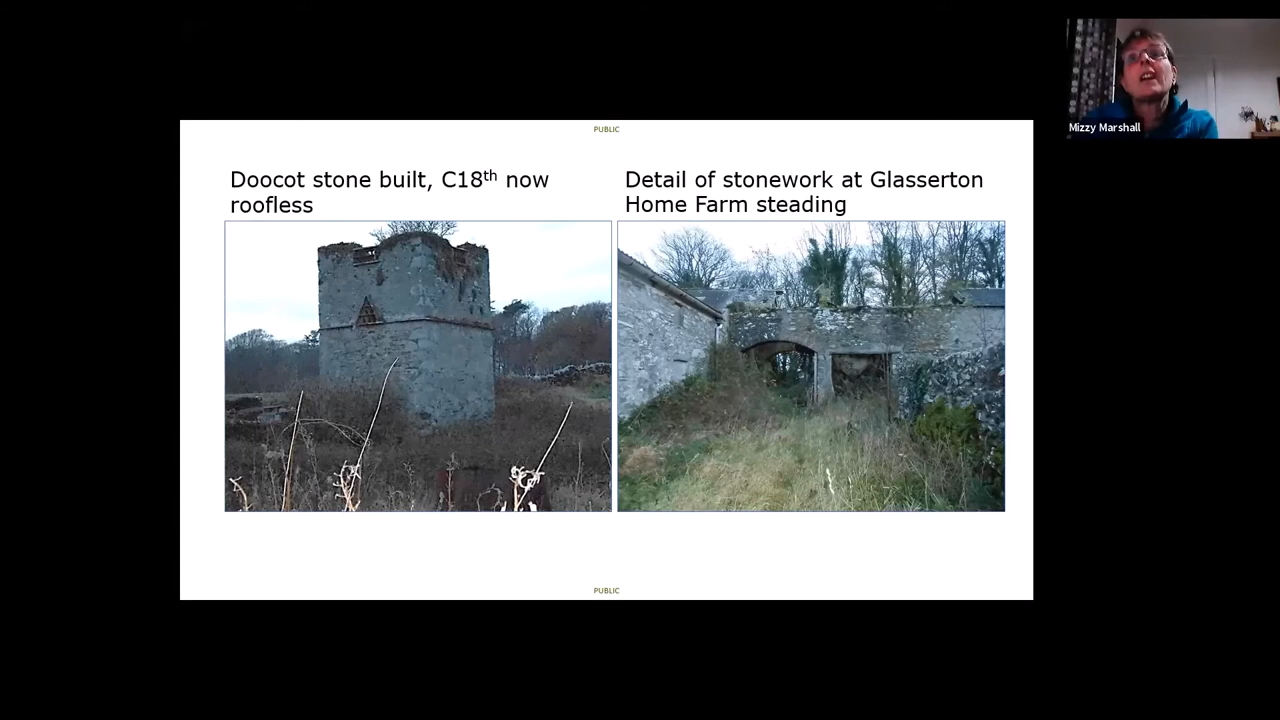 PUBLIC
Doocot stone built, C18th now
roofless
Detail of stonework at Glasserton
Home Farm steading
PUBLIC
Mizzy Marshall